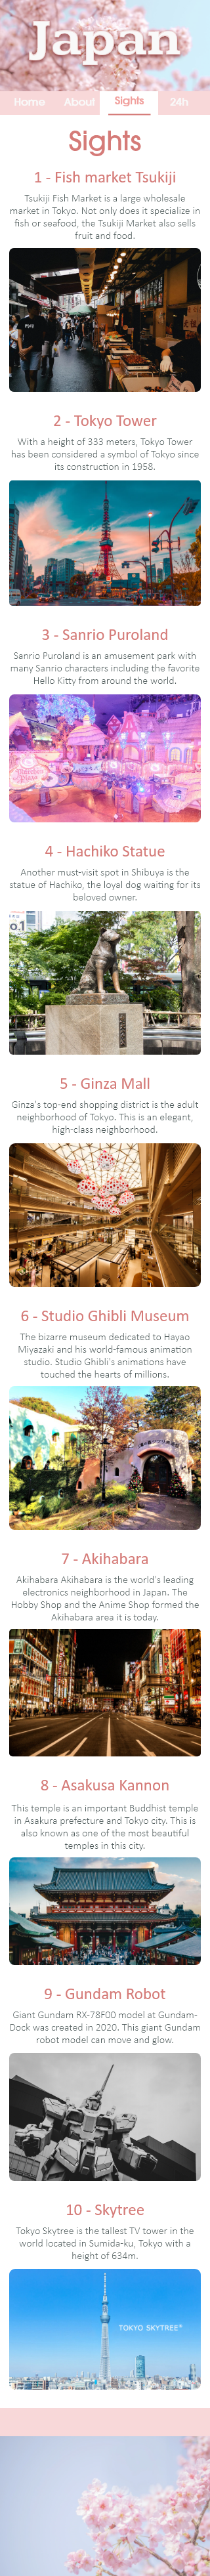 Japan
Home About Sights 24h
Sights
1 - Fish market Tsukiji
Tsukiji Fish Market is a large wholesale
market in Tokyo. Not only does it specialize in
fish or seafood, the Tsukiji Market also sells
fruit and food.
2 - Tokyo Tower
With a height of 333 meters, Tokyo Tower
has been considered a symbol of Tokyo since
its construction in 1958.
3 - Sanrio Puroland
Sanrio Puroland is an amusement park with
many Sanrio characters including the favorite
Hello Kitty from around the world.
4 - Hachiko Statue
Another must-visit spot in Shibuya is the
statue of Hachiko, the loyal dog waiting for its
beloved owner.
5 - Ginza Mall
Ginza's top-end shopping district is the adult
neighborhood of Tokyo. This is an elegant,
high-class neighborhood.
6 - Studio Ghibli Museum
The bizarre museum dedicated to Hayao
Miyazaki and his world-famous animation
studio. Studio Ghibli's animations have
touched the hearts of millions.
7 - Akihabara
Akihabara Akihabara is the world's leading
electronics neighborhood in Japan. The
Hobby Shop and the Anime Shop formed the
Akihabara area it is today.
8 - Asakusa Kannon
This temple is an important Buddhist temple
in Asakura prefecture and Tokyo city. This is
also known as one of the most beautiful
temples in this city.
9 - Gundam Robot
Giant Gundam RX-78F00 model at Gundam-
Dock was created in 2020. This giant Gundam
robot model can move and glow.
10 - Skytree
Tokyo Skytree is the tallest TV tower in the
world located in Sumida-ku, Tokyo with a
height of 634m.
TOKYO SKYTREE®